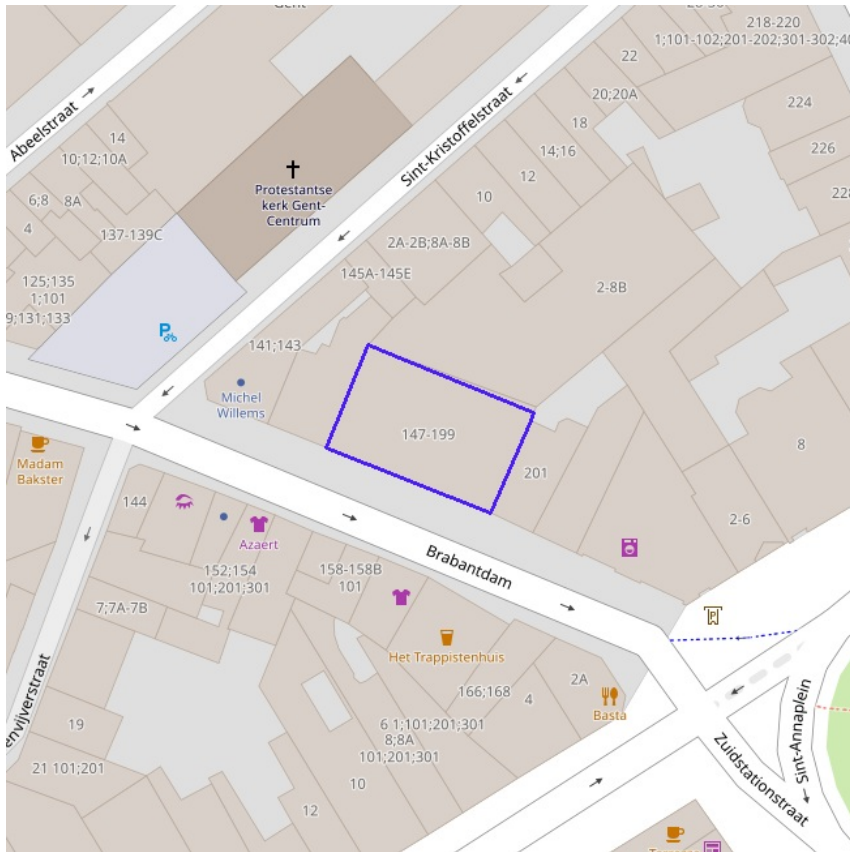 Gent
218-220
1;101-102;201-202;301-302;40
22
20;20A
224
Abeelstraat
14
10;12;10A
Sint-Kristoffelstraat
18
14;16
226
12
Protestantse
kerk Gent-
Centrum
6;8
8A
10
228
4
137-139C
2A-2B;8A-8B
125;135
1;101
145A-145E
2-8B
9;131;133
141;143
Michel
Willems
147-199
Madam
Bakster
201
8
144
2-6
Azaert
Brabantdam
152;154
101;201;301
158-158B
101
7;7A-7B
Het Trappistenhuis
166;168
4
2A
Basta
envijverstraat
19
6 1;101;201;301
8;8A
101;201;301
Sint-Annaplein
21 101;201
10
Zuidstationstraat
12